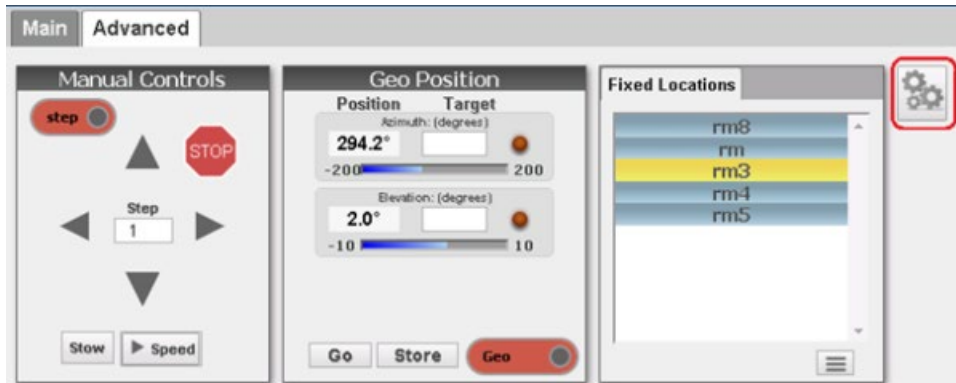 Main Advanced
Manual Controls
step
STOP
Step
1
Stow Speed
Geo Position
Position Target
Azimuth: (degrees)
294.2°
-200 200
Elevation: (degrees)
2.0°
-10 10
Go Store Geo
Fixed Locations
rm8
rm
rm3
rm4
rm5